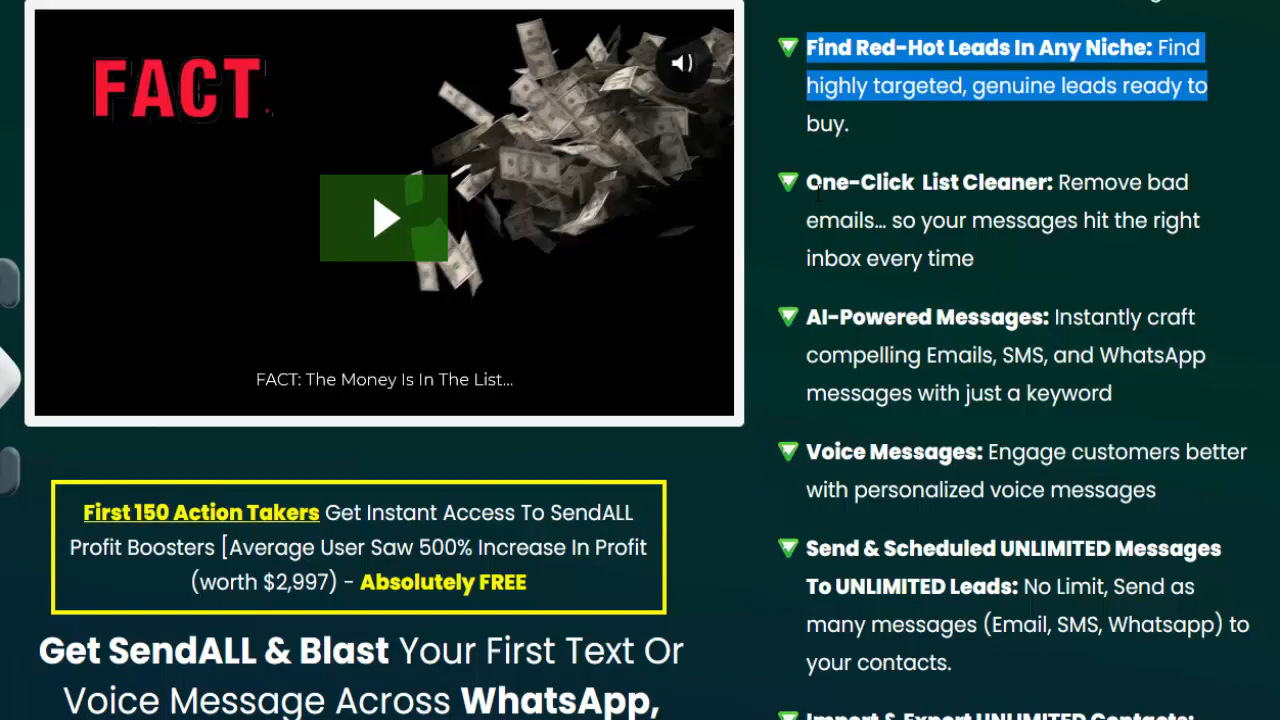 FACT.
FACT: The Money Is In The List...
First 150 Action Takers Get Instant Access To SendALL
Profit Boosters [Average User Saw 500% Increase In Profit
(worth $2,997) - Absolutely FREE
Get SendALL & Blast Your First Text Or
Voice Message Across WhatsApp,
Find Red-Hot Leads In Any Niche: Find
highly targeted, genuine leads ready to
buy.
One-Click List Cleaner: Remove bad
emails... so your messages hit the right
inbox every time
AI-Powered Messages: Instantly craft
compelling Emails, SMS, and WhatsApp
messages with just a keyword
Voice Messages: Engage customers better
with personalized voice messages
Send & Scheduled UNLIMITED Messages
To UNLIMITED Leads: No Limit, Send as
many messages (Email, SMS, Whatsapp) to
your contacts.
Import & Export UNLIMITED Contacts: